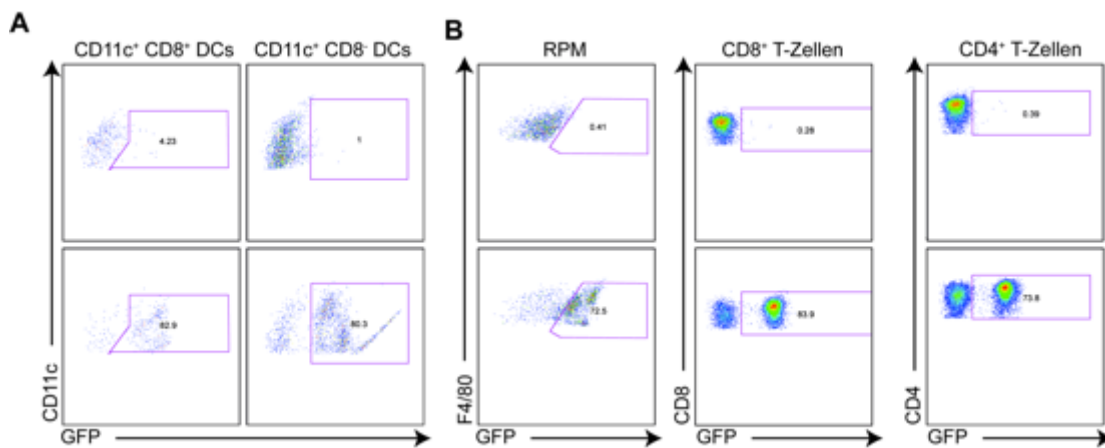 A
CD11c⁺ CD8⁺ DCs
CD11c⁺ CD8⁻ DCs
4.23
1
82.9
80.3
CD11c
GFP
B
RPM
CD8⁺ T-Zellen
CD4⁺ T-Zellen
0.41
0.28
0.39
72.5
83.9
73.8
F4/80
CD8
CD4
GFP
GFP
GFP